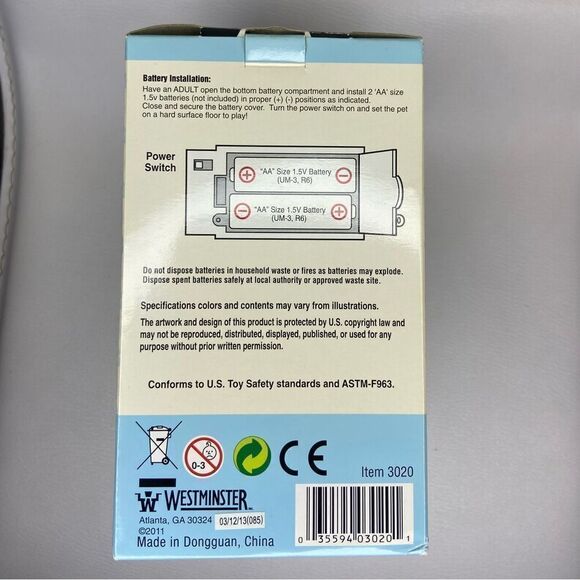 Battery Installation:
Have an ADULT open the bottom battery compartment and install 2 'AA' size
1.5v batteries (not included) in proper (+) (-) positions as indicated.
Close and secure the battery cover. Turn the power switch on and set the pet
on a hard surface floor to play!
Power
Switch
+ "AA" Size 1.5V Battery -
(UM-3, R6)
- "AA" Size 1.5V Battery +
(UM-3, R6)
Do not dispose batteries in household waste or fires as batteries may explode.
Dispose spent batteries safely at local authority or approved waste site.
Specifications colors and contents may vary from illustrations.
The artwork and design of this product is protected by U.S. copyright law and
may not be reproduced, distributed, displayed, published, or used for any
purpose without prior written permission.
Conforms to U.S. Toy Safety standards and ASTM-F963.
0-3
CE
Item 3020
W WESTMINSTER™
Atlanta, GA 30324 03/12/13(085)
©2011
Made in Dongguan, China
0 35594 03020 1